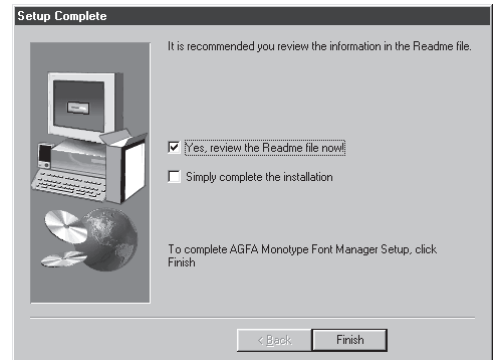 Setup Complete
It is recommended you review the information in the Readme file.
Yes, review the Readme file now!
Simply complete the installation
To complete AGFA Monotype Font Manager Setup, click
Finish
< Back
Finish